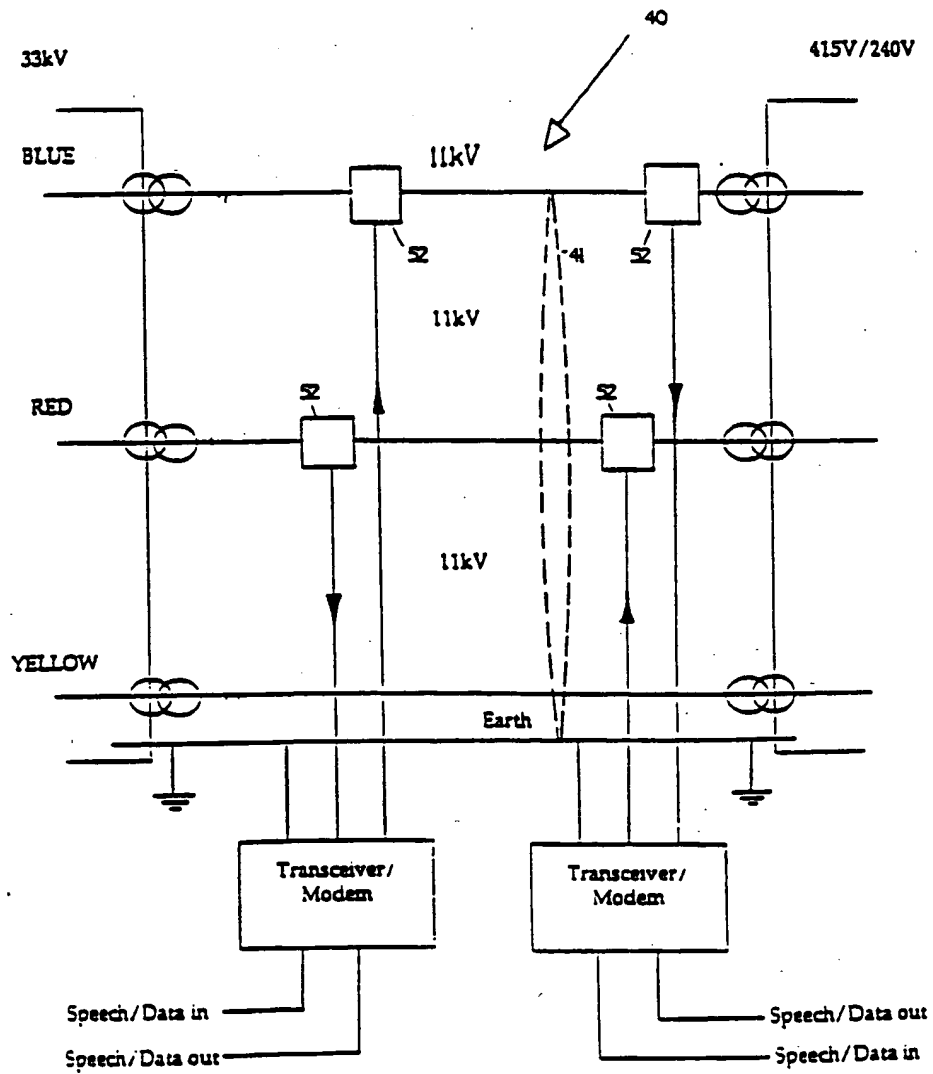 40
33kV
415V/240V
BLUE
11kV
52
41
52
11kV
RED
52
52
11kV
YELLOW
Earth
Transceiver/
Modem
Transceiver/
Modem
Speech/Data in
Speech/Data out
Speech/Data out
Speech/Data in